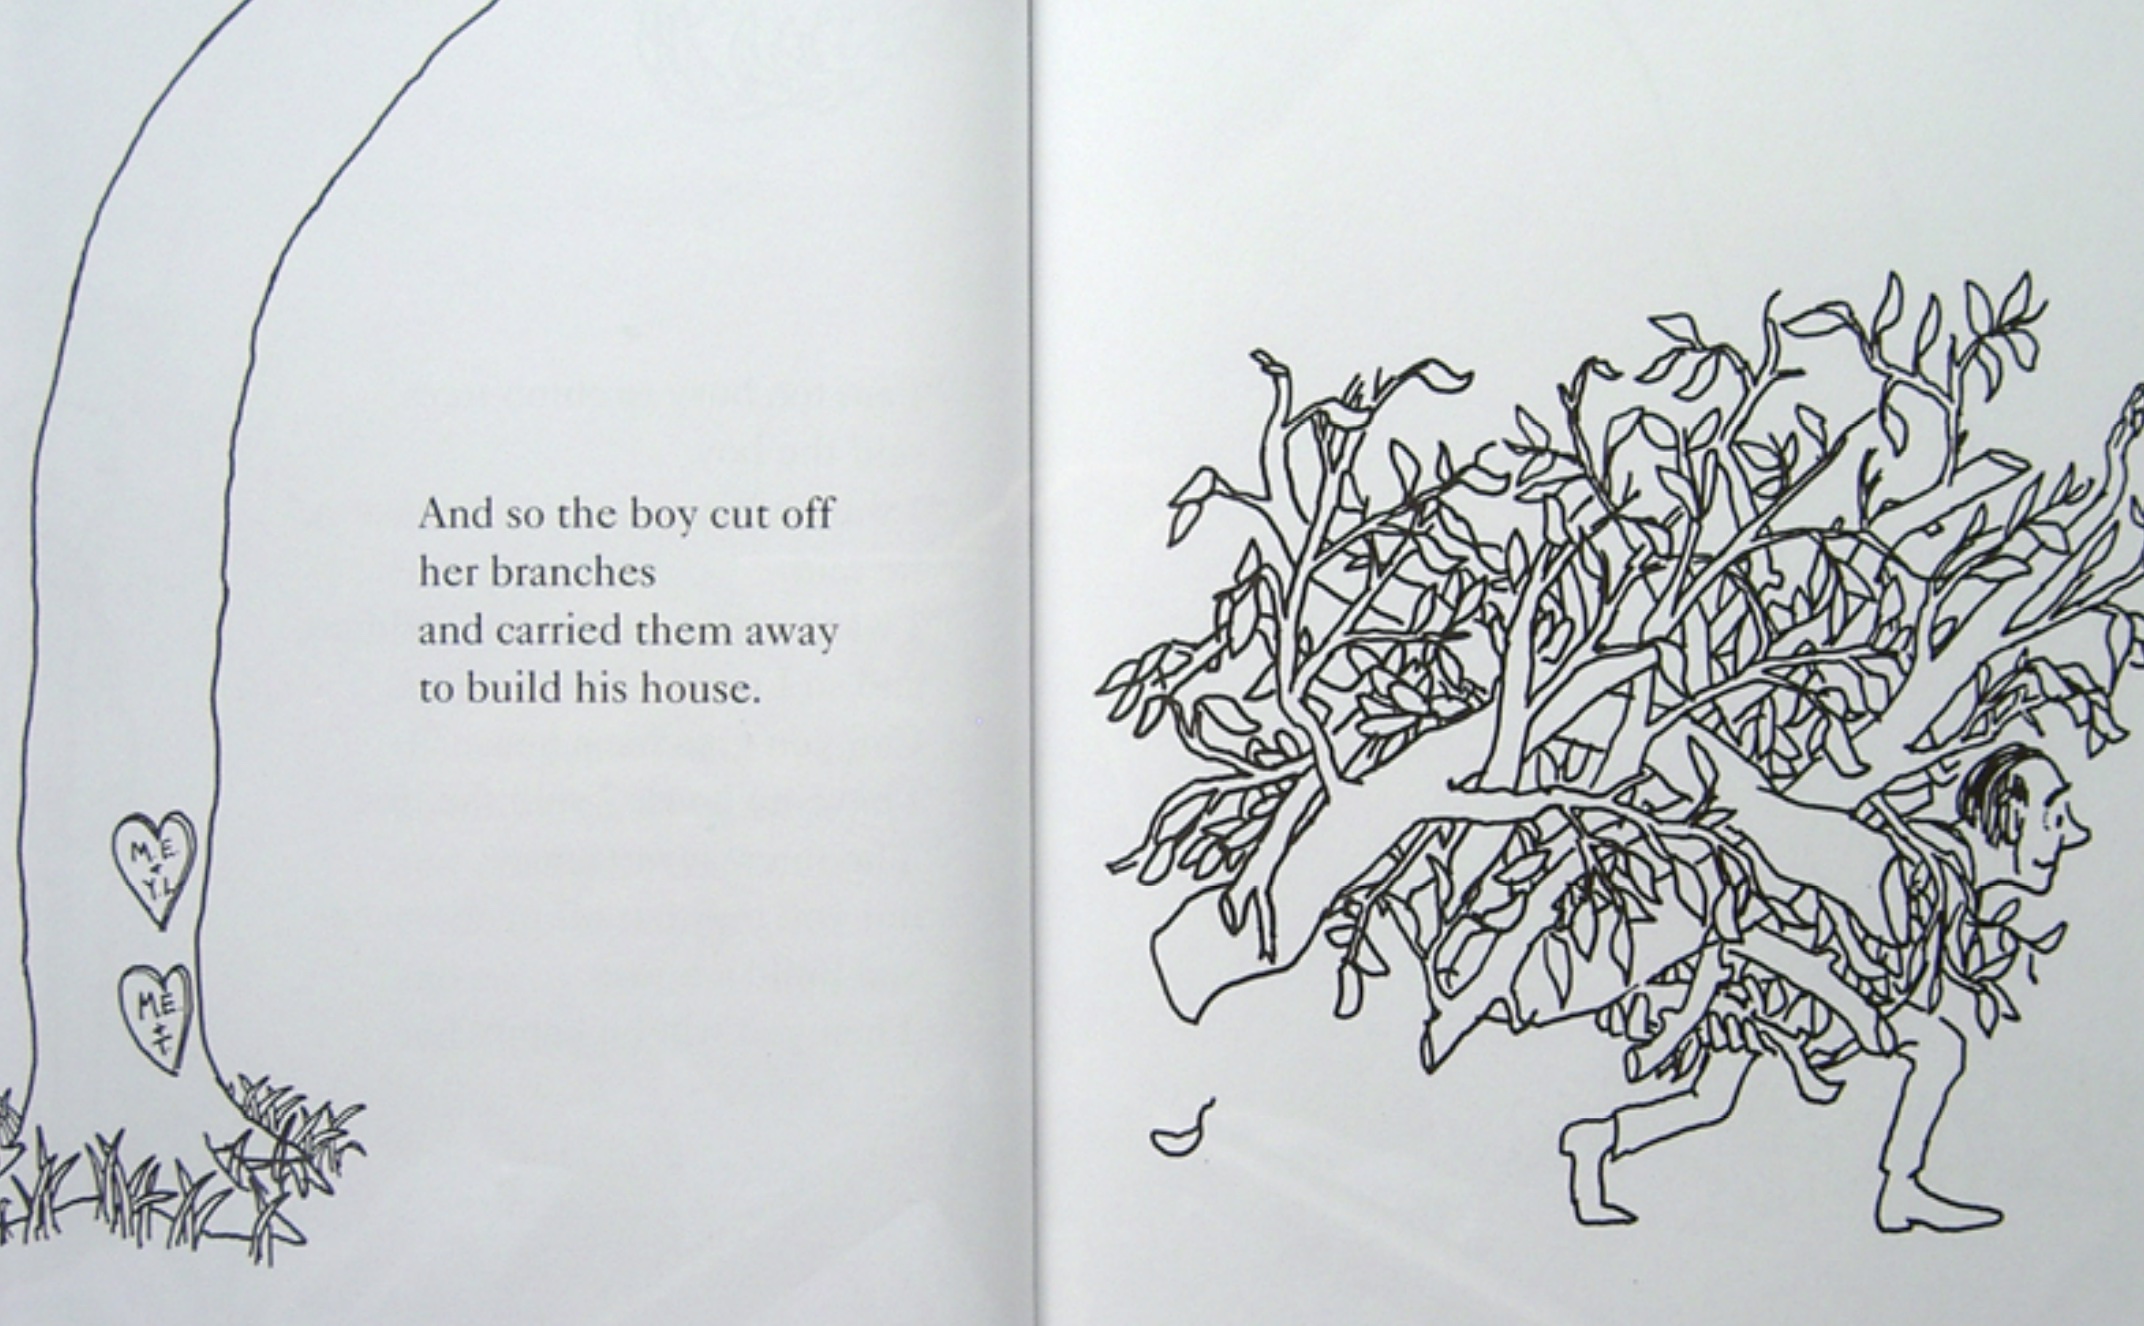 And so the boy cut off
her branches
and carried them away
to build his house.
M.E.
+
Y.L.
ME
+
T.